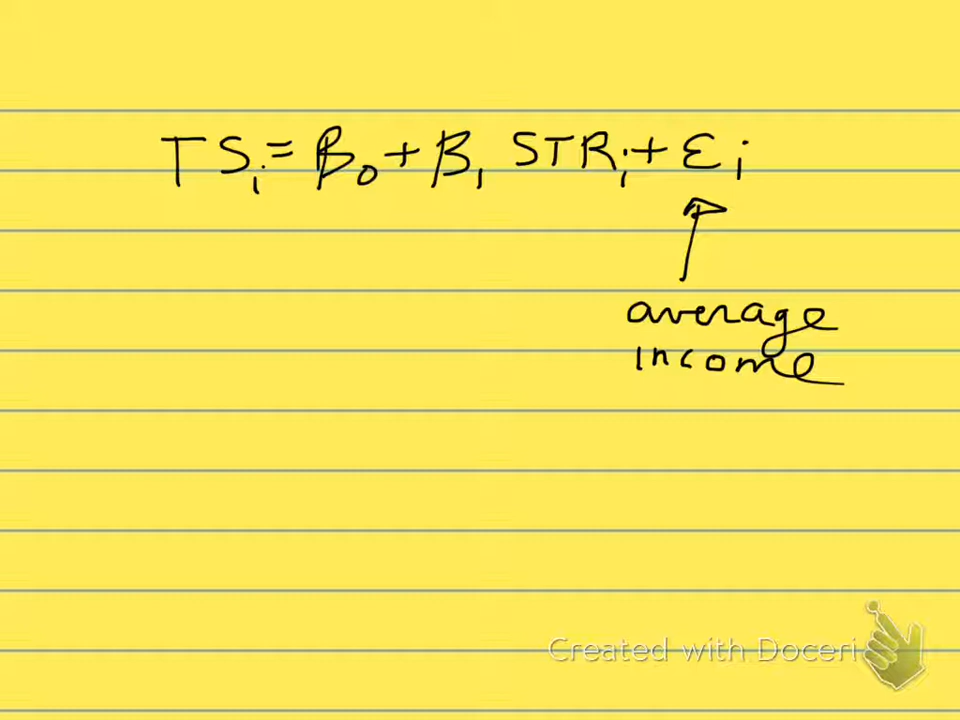 TSᵢ = β₀ + β₁ STRᵢ + εᵢ
average
income
Created with Doceri